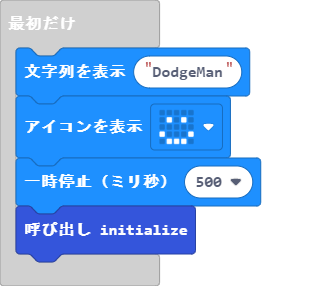 最初だけ
文字列を表示 "DodgeMan"
アイコンを表示
一時停止（ミリ秒） 500
呼び出し initialize